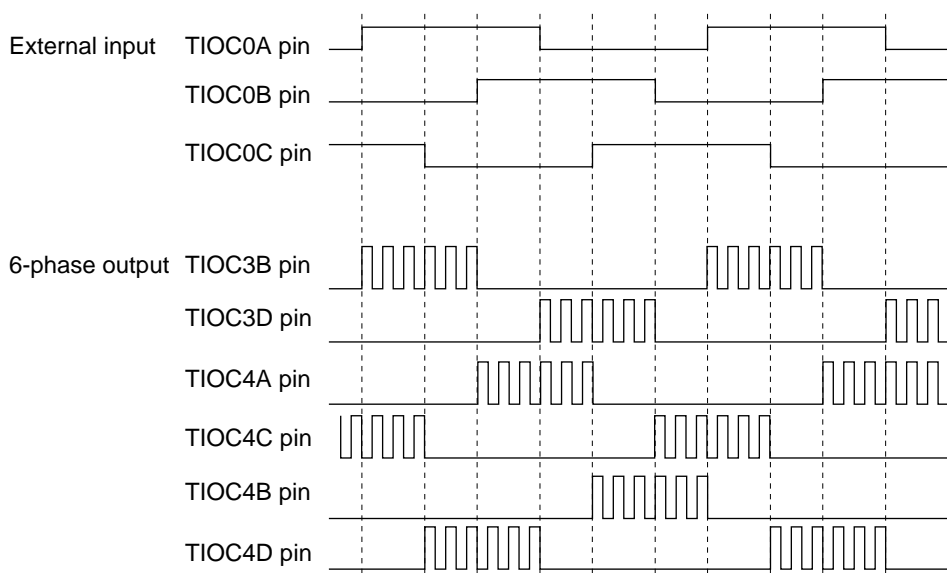 External input TIOC0A pin
TIOC0B pin
TIOC0C pin
6-phase output TIOC3B pin
TIOC3D pin
TIOC4A pin
TIOC4C pin
TIOC4B pin
TIOC4D pin